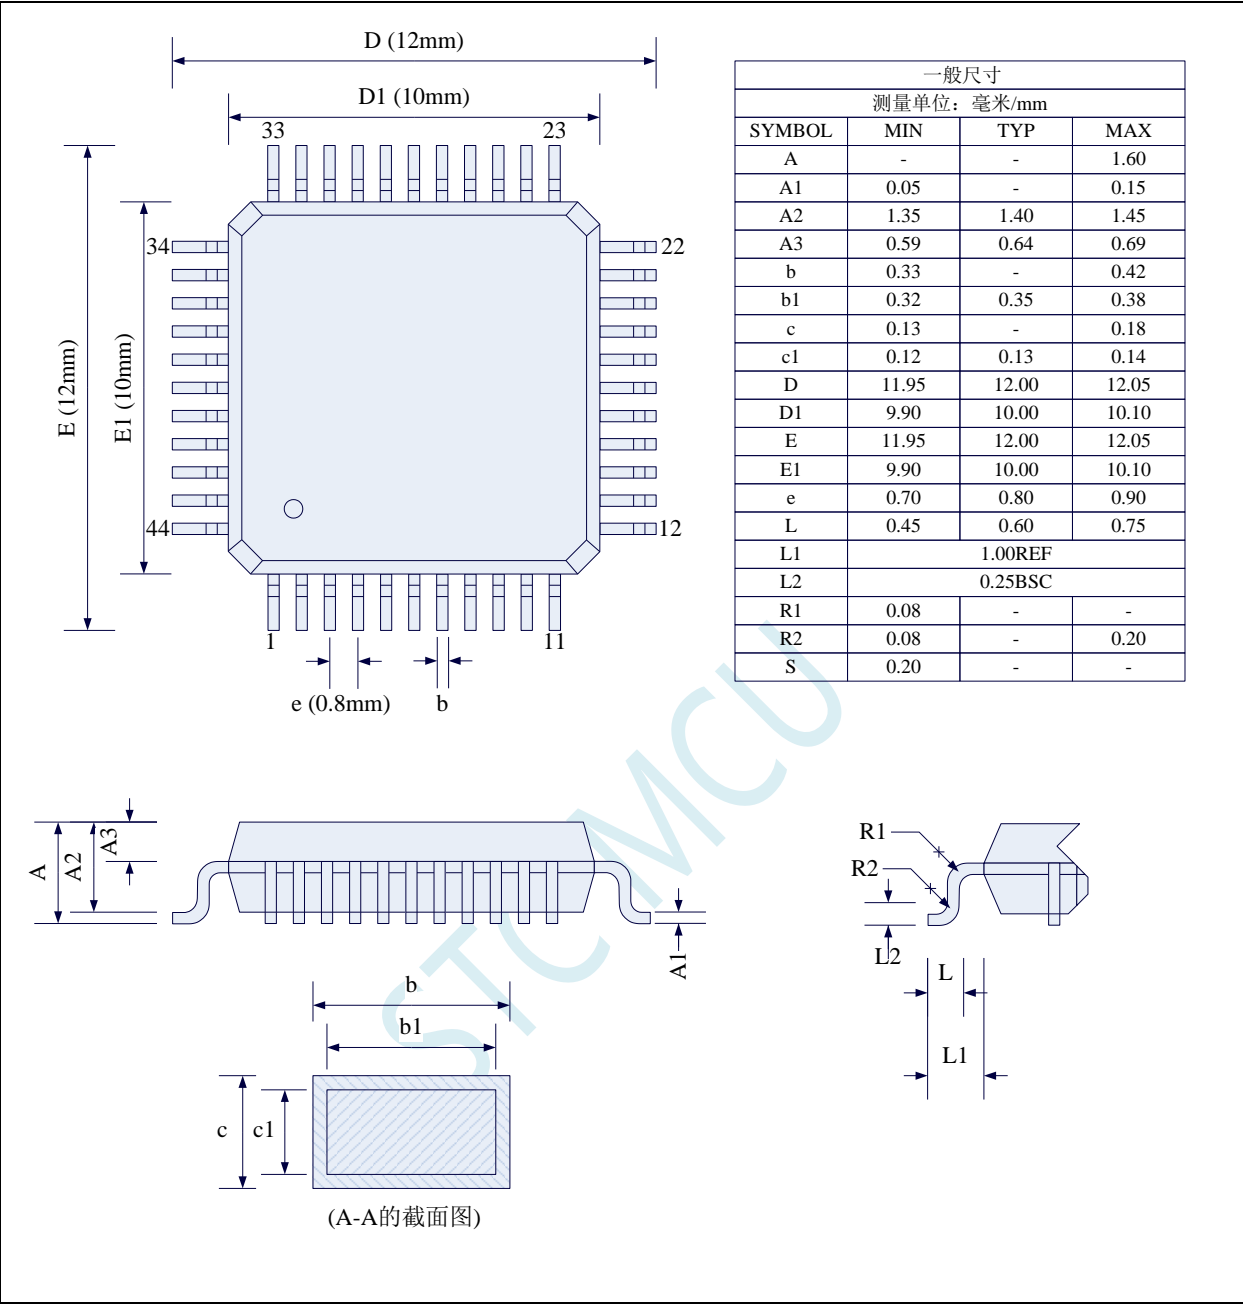 D (12mm)
D1 (10mm)
33 23
34 22
E (12mm)
E1 (10mm)
44 12
1 11
e (0.8mm) b
一般尺寸
测量单位：毫米/mm
SYMBOL MIN TYP MAX
A - - 1.60
A1 0.05 - 0.15
A2 1.35 1.40 1.45
A3 0.59 0.64 0.69
b 0.33 - 0.42
b1 0.32 0.35 0.38
c 0.13 - 0.18
c1 0.12 0.13 0.14
D 11.95 12.00 12.05
D1 9.90 10.00 10.10
E 11.95 12.00 12.05
E1 9.90 10.00 10.10
e 0.70 0.80 0.90
L 0.45 0.60 0.75
L1 1.00REF
L2 0.25BSC
R1 0.08 - -
R2 0.08 - 0.20
S 0.20 - -
STC MCU
A A2 A3
A1
R1
R2
L2
L
L1
b
b1
c c1
(A-A的截面图)